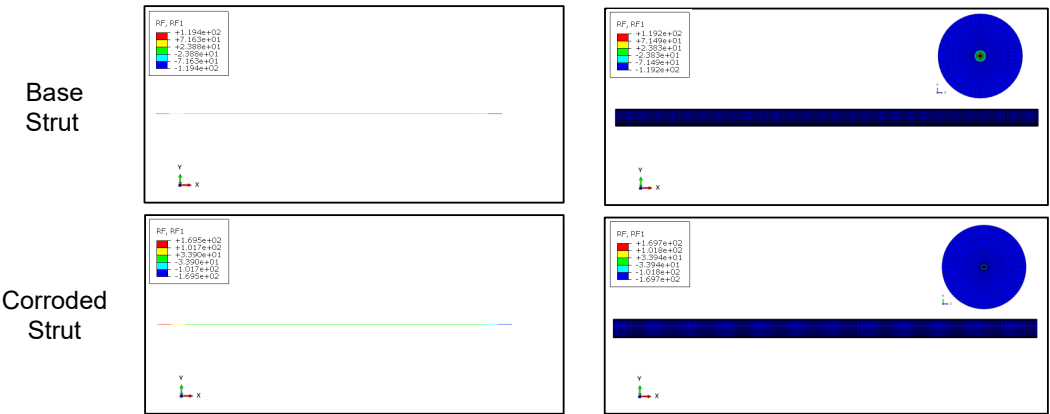 Base
Strut
RF, RF1
+1.194e+02
+7.163e+01
+2.388e+01
-2.388e+01
-7.163e+01
-1.194e+02
Y
X
RF, RF1
+1.192e+02
+7.149e+01
+2.383e+01
-2.383e+01
-7.149e+01
-1.192e+02
Y
X
Corroded
Strut
RF, RF1
+1.695e+02
+1.017e+02
+3.390e+01
-3.390e+01
-1.017e+02
-1.695e+02
Y
X
RF, RF1
+1.697e+02
+1.018e+02
+3.394e+01
-3.394e+01
-1.018e+02
-1.697e+02
Y
X